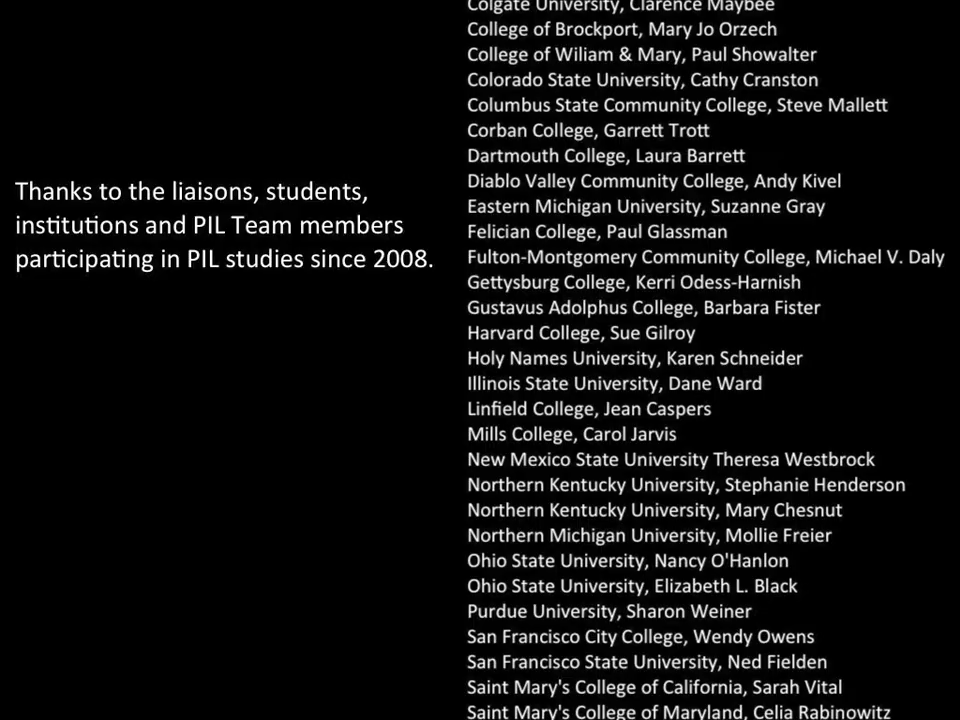 Thanks to the liaisons, students,
institutions and PIL Team members
participating in PIL studies since 2008.
Colgate University, Clarence Maybee
College of Brockport, Mary Jo Orzech
College of Wiliam & Mary, Paul Showalter
Colorado State University, Cathy Cranston
Columbus State Community College, Steve Mallett
Corban College, Garrett Trott
Dartmouth College, Laura Barrett
Diablo Valley Community College, Andy Kivel
Eastern Michigan University, Suzanne Gray
Felician College, Paul Glassman
Fulton-Montgomery Community College, Michael V. Daly
Gettysburg College, Kerri Odess-Harnish
Gustavus Adolphus College, Barbara Fister
Harvard College, Sue Gilroy
Holy Names University, Karen Schneider
Illinois State University, Dane Ward
Linfield College, Jean Caspers
Mills College, Carol Jarvis
New Mexico State University Theresa Westbrock
Northern Kentucky University, Stephanie Henderson
Northern Kentucky University, Mary Chesnut
Northern Michigan University, Mollie Freier
Ohio State University, Nancy O'Hanlon
Ohio State University, Elizabeth L. Black
Purdue University, Sharon Weiner
San Francisco City College, Wendy Owens
San Francisco State University, Ned Fielden
Saint Mary's College of California, Sarah Vital
Saint Mary's College of Maryland, Celia Rabinowitz